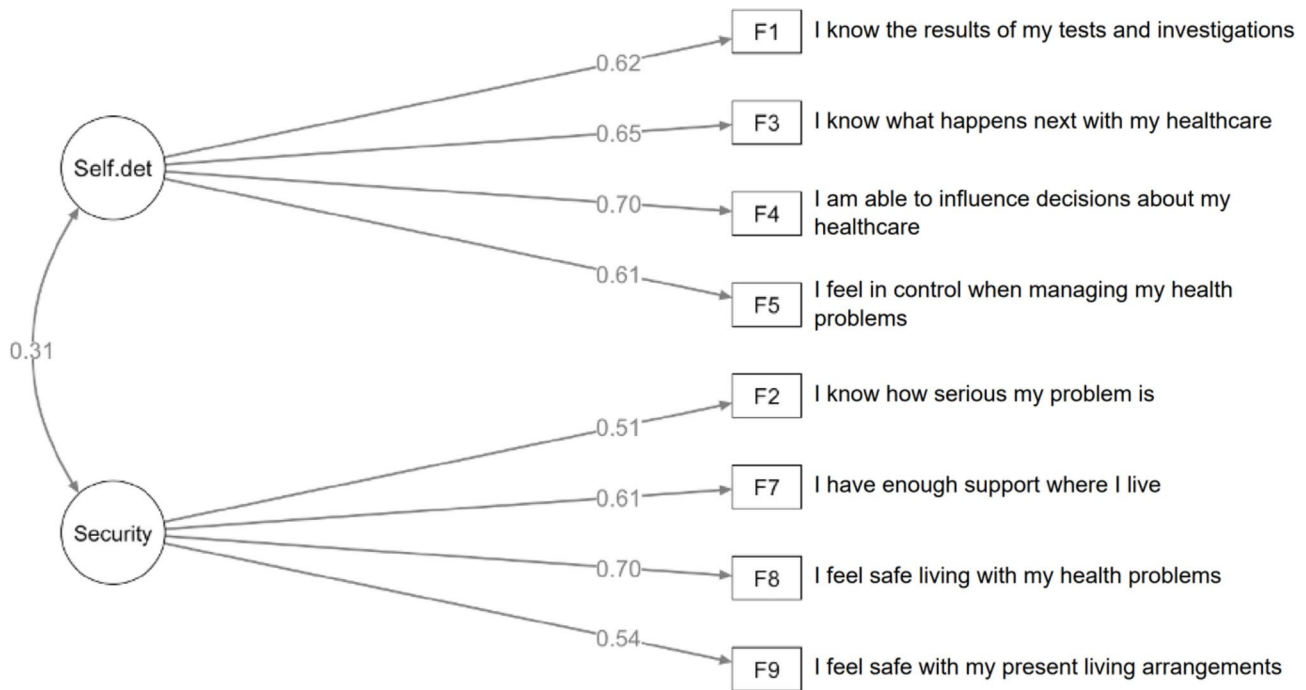 F1 I know the results of my tests and investigations
0.62
F3 I know what happens next with my healthcare
0.65
Self.det
F4 I am able to influence decisions about my
healthcare
0.70
F5 I feel in control when managing my health
problems
0.61
0.31
F2 I know how serious my problem is
0.51
F7 I have enough support where I live
0.61
Security
F8 I feel safe living with my health problems
0.70
F9 I feel safe with my present living arrangements
0.54